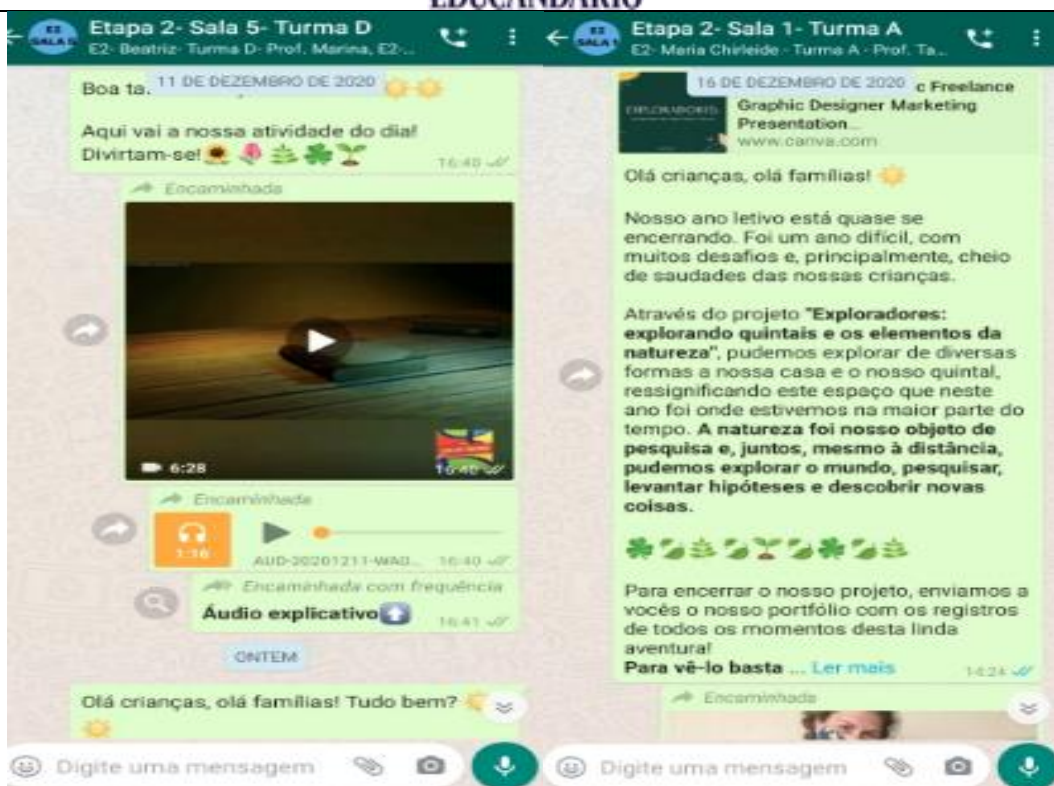 EDUCANDÁRIO
Etapa 2- Sala 5- Turma D
E2- Beatriz- Turma D- Prof. Marina, E2-...
Boa ta.
11 DE DEZEMBRO DE 2020
Aqui vai a nossa atividade do dia!
Divirtam-se!
16:40
Encaminhada
6:28
16:40
Encaminhada
1:16
AUD-20201211-WA0...
16:40
Encaminhada com frequência
Áudio explicativo
16:41
ONTEM
Olá crianças, olá famílias! Tudo bem?
Digite uma mensagem
E2
SALA 1
Etapa 2- Sala 1- Turma A
E2- Maria Chirleide - Turma A - Prof. Ta...
16 DE DEZEMBRO DE 2020
c Freelance
Graphic Designer Marketing
Presentation...
www.canva.com
Olá crianças, olá famílias!
Nosso ano letivo está quase se
encerrando. Foi um ano difícil, com
muitos desafios e, principalmente, cheio
de saudades das nossas crianças.
Através do projeto "Exploradores:
explorando quintais e os elementos da
natureza", pudemos explorar de diversas
formas a nossa casa e o nosso quintal,
ressignificando este espaço que neste
ano foi onde estivemos na maior parte do
tempo. A natureza foi nosso objeto de
pesquisa e, juntos, mesmo à distância,
pudemos explorar o mundo, pesquisar,
levantar hipóteses e descobrir novas
coisas.
Para encerrar o nosso projeto, enviamos a
vocês o nosso portfólio com os registros
de todos os momentos desta linda
aventura!
Para vê-lo basta ... Ler mais
14:24
Encaminhada
Digite uma mensagem